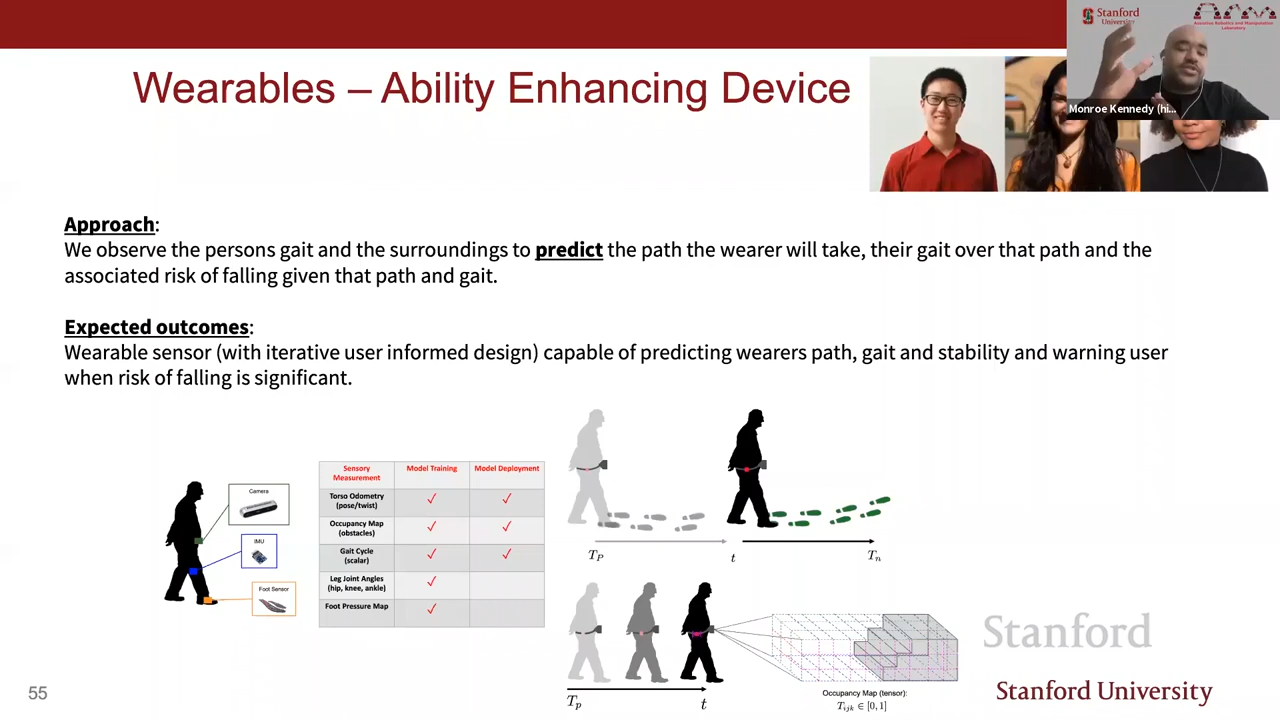 Stanford
University
Assistive Robotics and Manipulation
Laboratory
Monroe Kennedy (hi...
Wearables – Ability Enhancing Device
Approach:
We observe the persons gait and the surroundings to predict the path the wearer will take, their gait over that path and the
associated risk of falling given that path and gait.
Expected outcomes:
Wearable sensor (with iterative user informed design) capable of predicting wearers path, gait and stability and warning user
when risk of falling is significant.
Camera
IMU
Foot Sensor
Sensory
Measurement
Model Training
Model Deployment
Torso Odometry
(pose/twist)
✓ ✓
Occupancy Map
(obstacles)
✓ ✓
Gait Cycle
(scalar)
✓ ✓
Leg Joint Angles
(hip, knee, ankle)
✓
Foot Pressure Map
✓
T_P t T_n
T_p t
Occupancy Map (tensor):
T_ijk ∈ [0,1]
Stanford
Stanford University
55